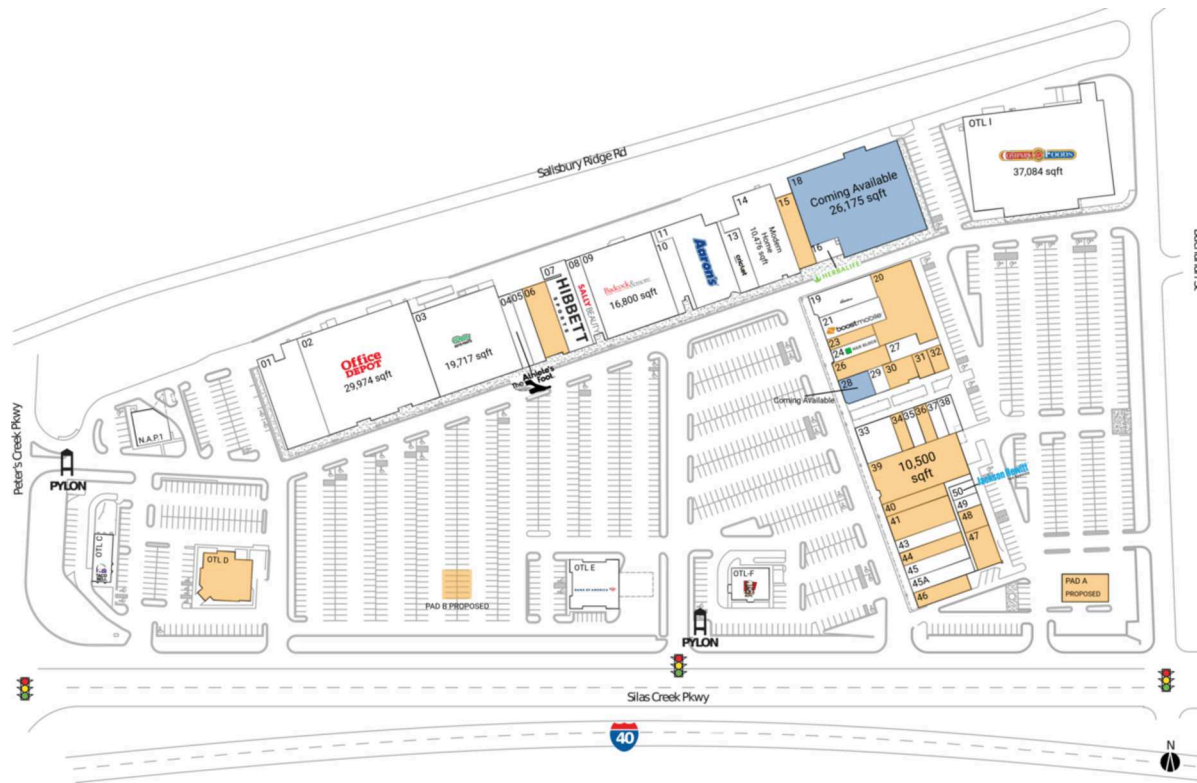 Salisbury Ridge Rd
OTL I
COMPARE FOODS
37,084 sqft
18
Coming Available
26,175 sqft
15
14
Modern
Home
10,476 sqft
16
HERBALIFE
13
cricket
11
10
Aaron's
09
08
SALLY BEAUTY
16,800 sqft
07
HIBBETT
SPORTS
06
05
04
The Athlete's
Foot
03
19,717 sqft
02
Office
DEPOT
29,974 sqft
01
19
20
21
boostmobile
23
24
H&R BLOCK
26
27
28
29
30
31
32
Coming Available
33
34
35
36
37
38
39
10,500
sqft
Jackson Hewitt
50
49
40
41
48
47
43
44
45
45A
46
N.A.P.1
Peter's Creek Pkwy
PYLON
OTL C
OTL D
PAD B PROPOSED
OTL E
BANK OF AMERICA
OTL-F
PYLON
PAD A
PROPOSED
Silas Creek Pkwy
40
N